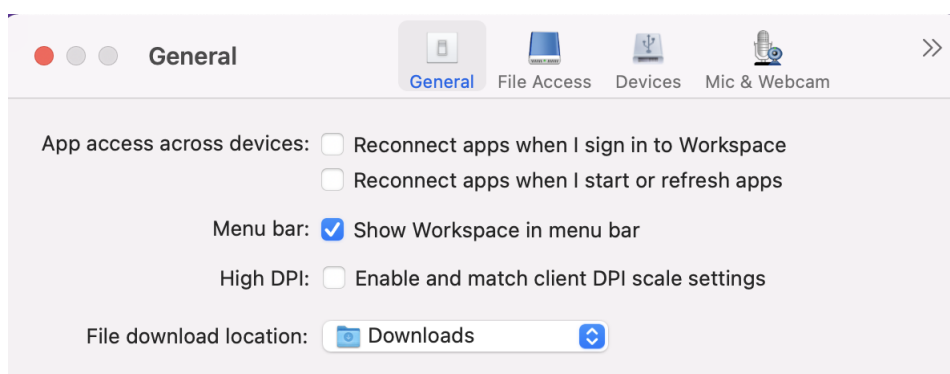 General
General File Access Devices Mic & Webcam
App access across devices: Reconnect apps when I sign in to Workspace
Reconnect apps when I start or refresh apps
Menu bar: Show Workspace in menu bar
High DPI: Enable and match client DPI scale settings
File download location: Downloads